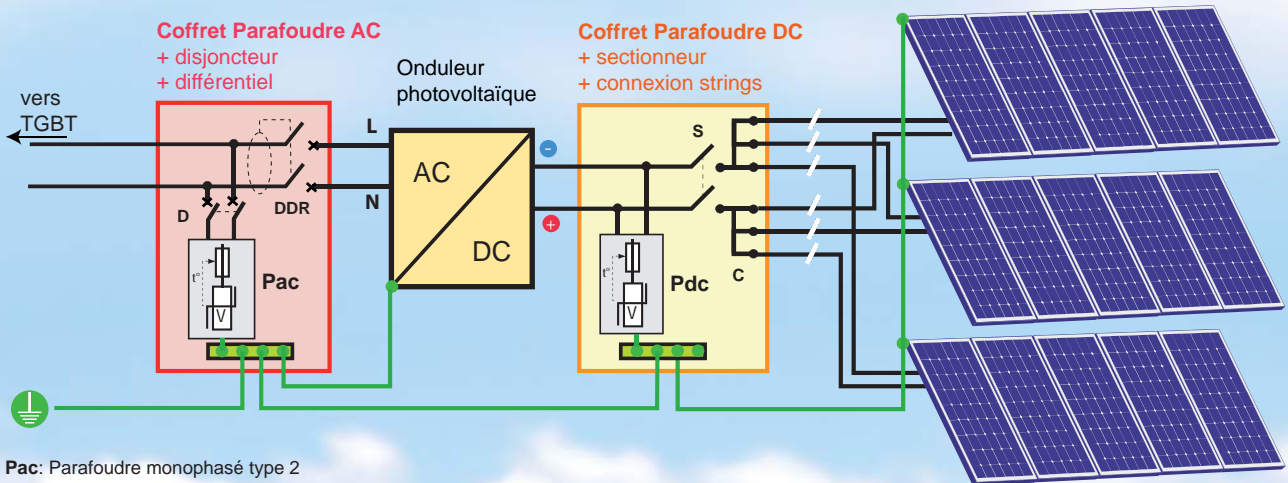 Coffret Parafoudre AC
+ disjoncteur
+ différentiel
Coffret Parafoudre DC
+ sectionneur
+ connexion strings
Onduleur
photovoltaïque
vers
TGBT
L
N
AC
DC
-
+
S
C
D
DDR
t°
V
Pac
t°
V
Pdc
Pac: Parafoudre monophasé type 2